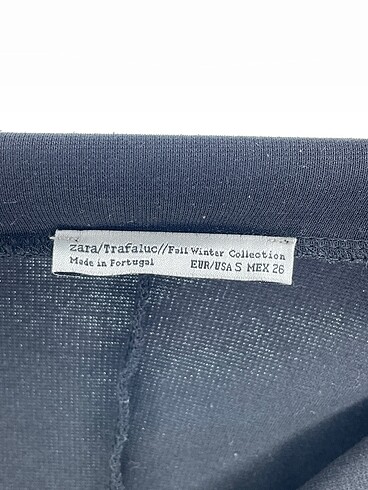 zara/Trafaluc//Fall Winter Collection
Made in Portugal EUR/USA S MEX 26